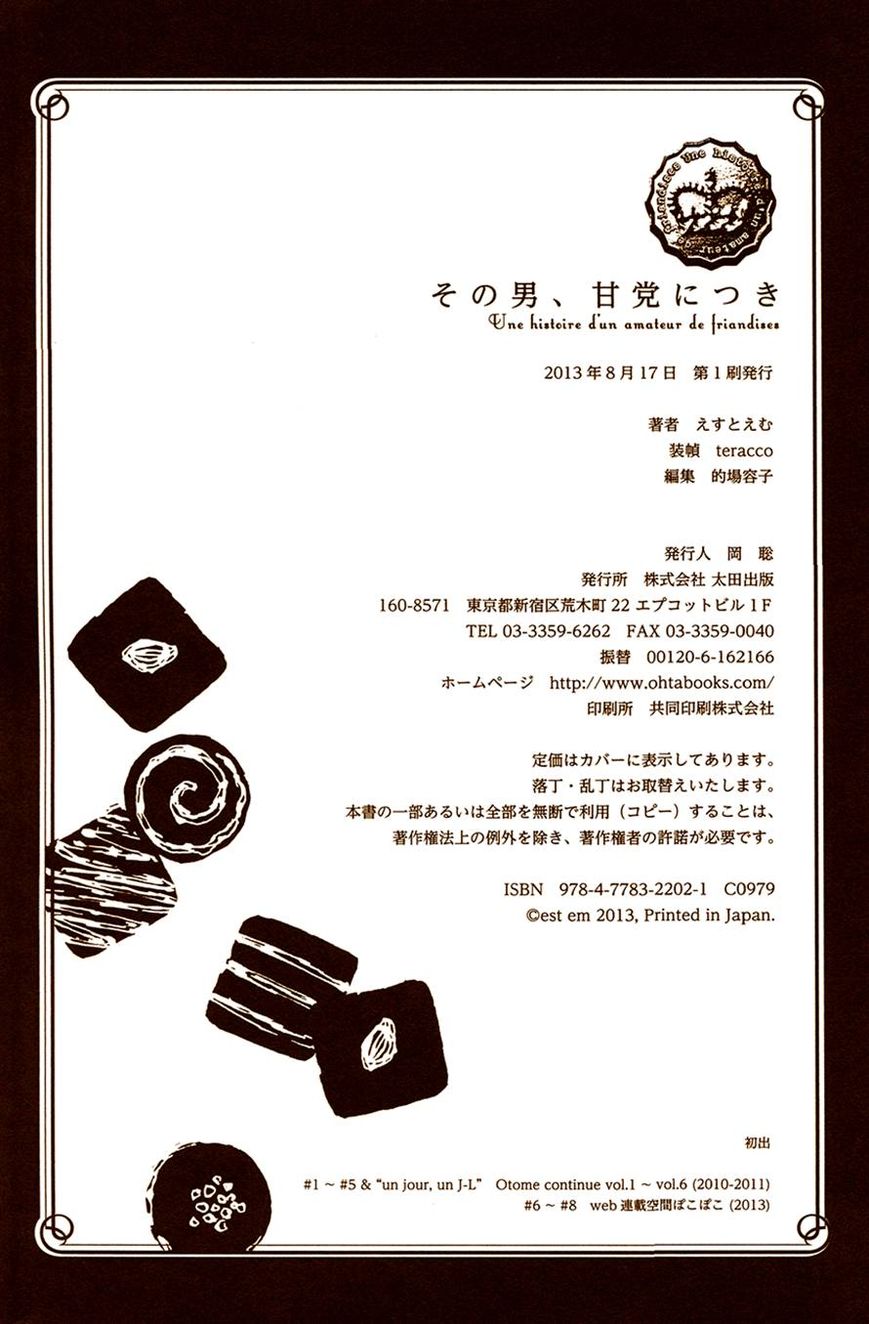 Une histoire d'un amateur de friandises
その男、甘党につき
Une histoire d'un amateur de friandises
2013年8月17日　第1刷発行
著者　えすとえむ
装幀　teracco
編集　的場容子
発行人　岡　聡
発行所　株式会社 太田出版
160-8571　東京都新宿区荒木町22 エプコットビル1F
TEL 03-3359-6262　FAX 03-3359-0040
振替　00120-6-162166
ホームページ　http://www.ohtabooks.com/
印刷所　共同印刷株式会社
定価はカバーに表示してあります。
落丁・乱丁はお取替えいたします。
本書の一部あるいは全部を無断で利用（コピー）することは、
著作権法上の例外を除き、著作権者の許諾が必要です。
ISBN　978-4-7783-2202-1　C0979
©est em 2013, Printed in Japan.
初出
#1 ~ #5 & “un jour, un J-L”　Otome continue vol.1 ~ vol.6 (2010-2011)
#6 ~ #8　web 連載空間ぽこぽこ (2013)